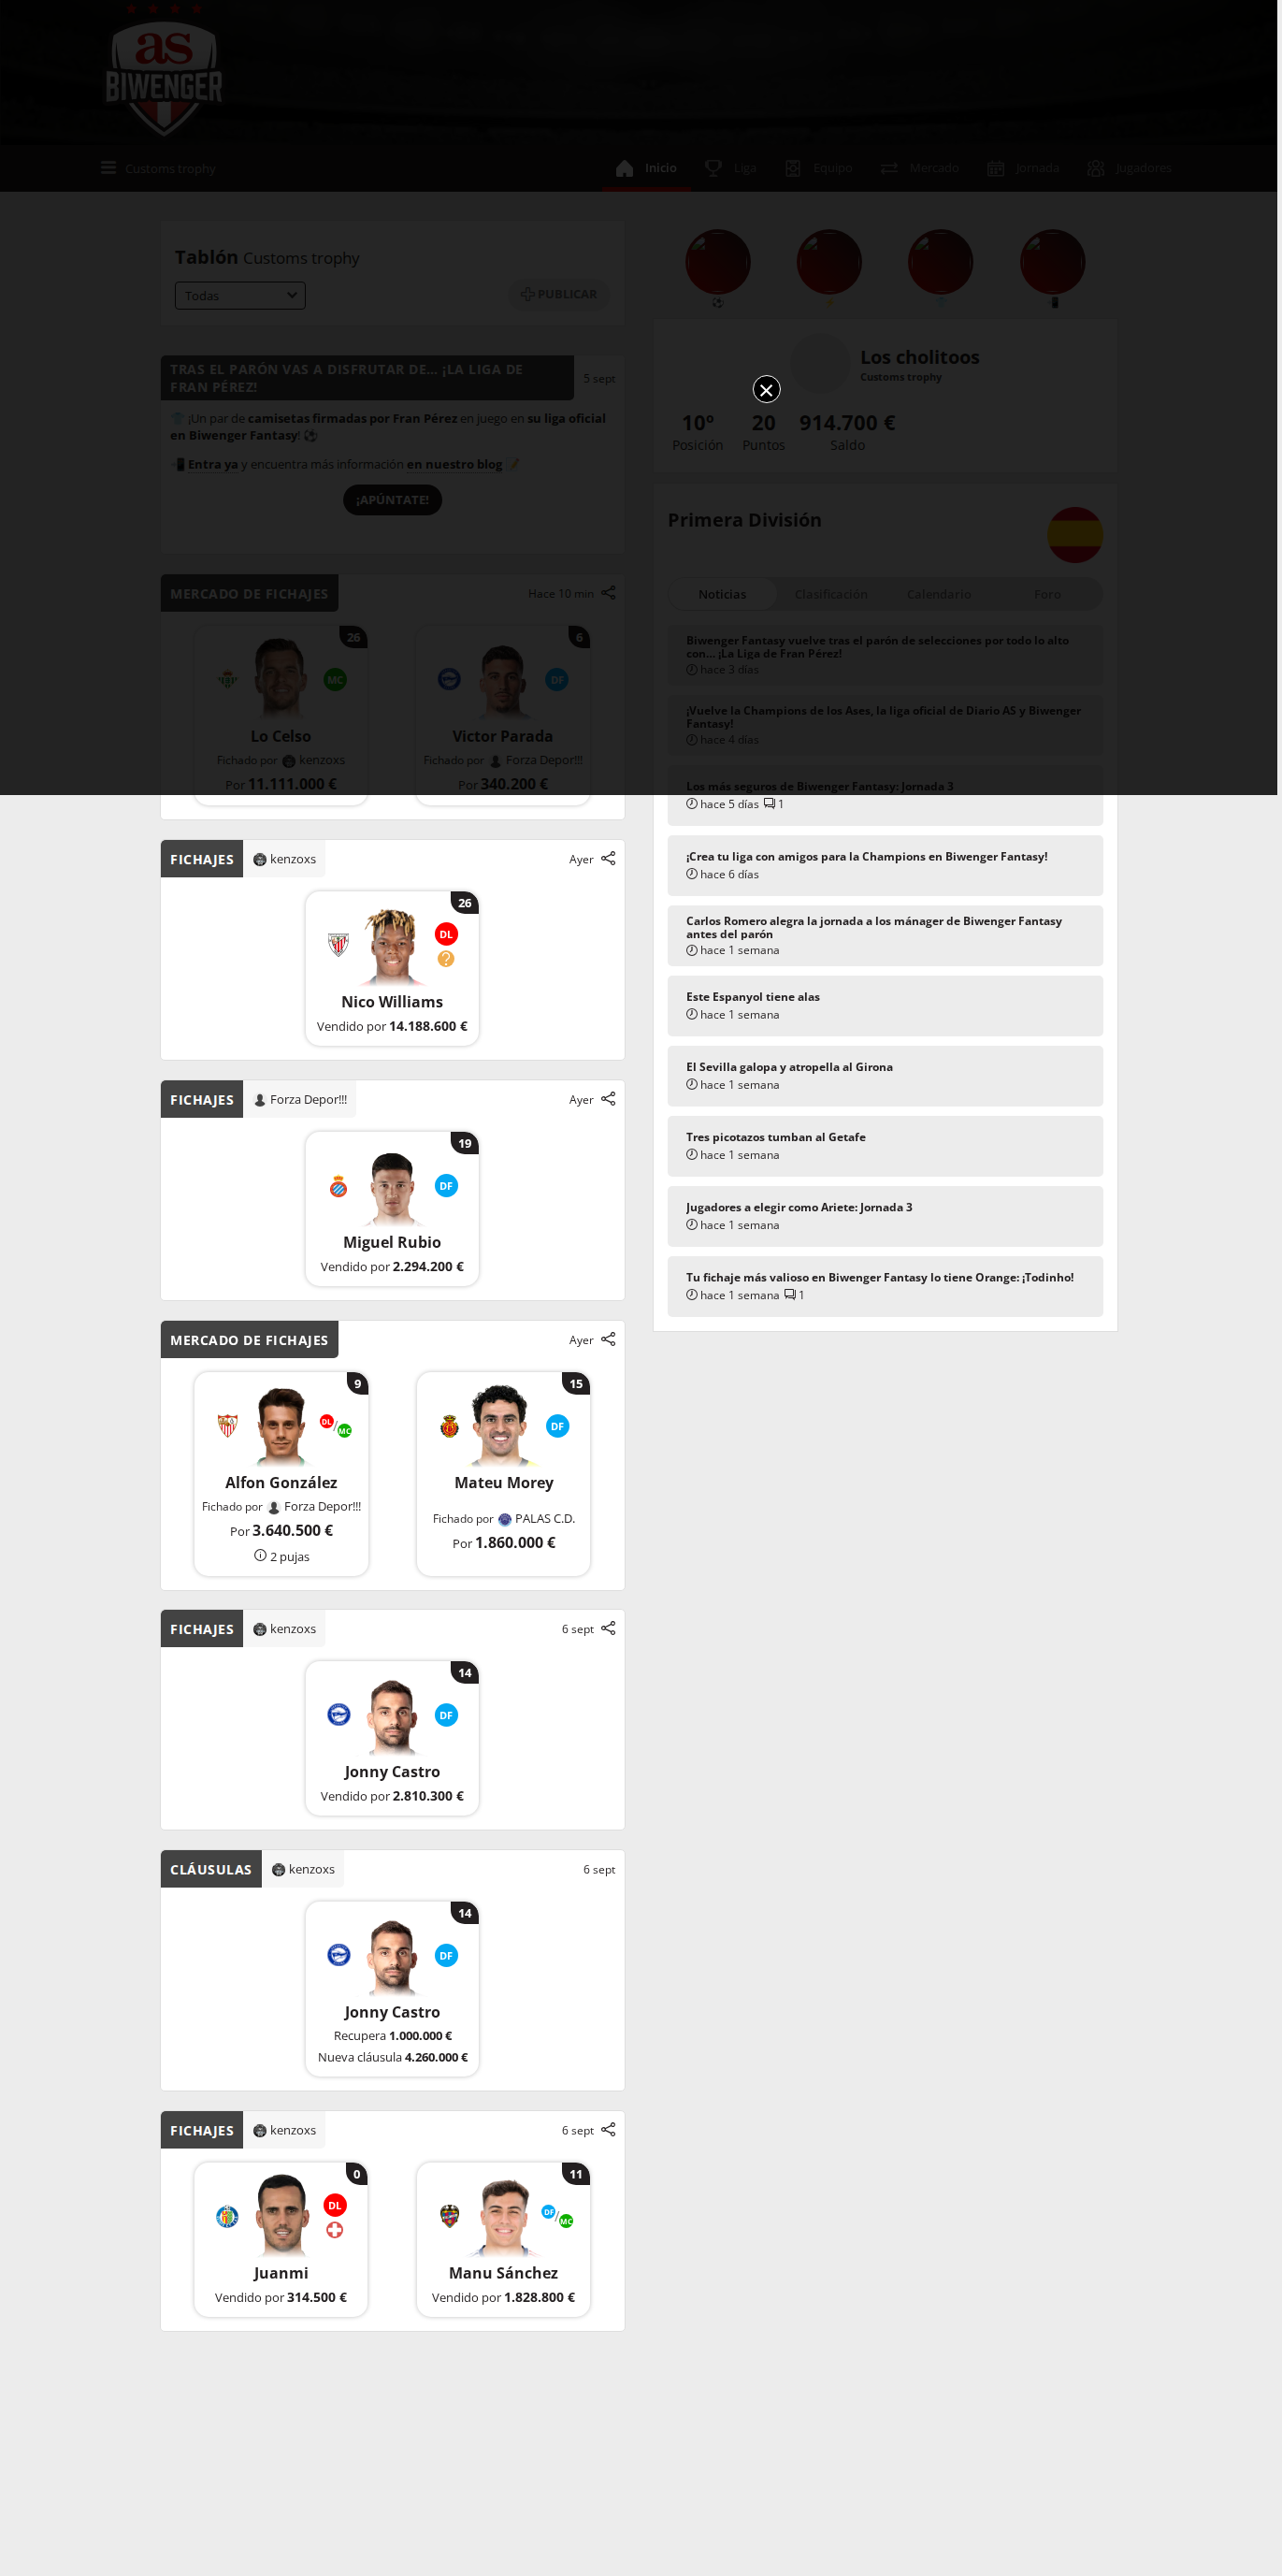 as
BIWENGER
Customs trophy
Inicio
Liga
Equipo
Mercado
Jornada
Jugadores
Tablón Customs trophy
Todas
PUBLICAR
TRAS EL PARÓN VAS A DISFRUTAR DE... ¡LA LIGA DE
FRAN PÉREZ!
5 sept
👕 ¡Un par de camisetas firmadas por Fran Pérez en juego en su liga oficial
en Biwenger Fantasy! ⚽
📲 Entra ya y encuentra más información en nuestro blog
¡APÚNTATE!
MERCADO DE FICHAJES
Hace 10 min
26
MC
Lo Celso
Fichado por kenzoxs
Por 11.111.000 €
6
DF
Victor Parada
Fichado por Forza Depor!!!
Por 340.200 €
FICHAJES
kenzoxs
Ayer
26
DL
Nico Williams
Vendido por 14.188.600 €
FICHAJES
Forza Depor!!!
Ayer
19
DF
Miguel Rubio
Vendido por 2.294.200 €
MERCADO DE FICHAJES
Ayer
9
DL/MC
Alfon González
Fichado por Forza Depor!!!
Por 3.640.500 €
2 pujas
15
DF
Mateu Morey
Fichado por PALAS C.D.
Por 1.860.000 €
FICHAJES
kenzoxs
6 sept
14
DF
Jonny Castro
Vendido por 2.810.300 €
CLÁUSULAS
kenzoxs
6 sept
14
DF
Jonny Castro
Recupera 1.000.000 €
Nueva cláusula 4.260.000 €
FICHAJES
kenzoxs
6 sept
0
DL
Juanmi
Vendido por 314.500 €
11
DF/MC
Manu Sánchez
Vendido por 1.828.800 €
Los cholitoos
Customs trophy
10º
Posición
20
Puntos
914.700 €
Saldo
Primera División
Noticias
Clasificación
Calendario
Foro
Biwenger Fantasy vuelve tras el parón de selecciones por todo lo alto
con... ¡La Liga de Fran Pérez!
hace 3 días
¡Vuelve la Champions de los Ases, la liga oficial de Diario AS y Biwenger
Fantasy!
hace 4 días
Los más seguros de Biwenger Fantasy: Jornada 3
hace 5 días 1
¡Crea tu liga con amigos para la Champions en Biwenger Fantasy!
hace 6 días
Carlos Romero alegra la jornada a los mánager de Biwenger Fantasy
antes del parón
hace 1 semana
Este Espanyol tiene alas
hace 1 semana
El Sevilla galopa y atropella al Girona
hace 1 semana
Tres picotazos tumban al Getafe
hace 1 semana
Jugadores a elegir como Ariete: Jornada 3
hace 1 semana
Tu fichaje más valioso en Biwenger Fantasy lo tiene Orange: ¡Todinho!
hace 1 semana 1